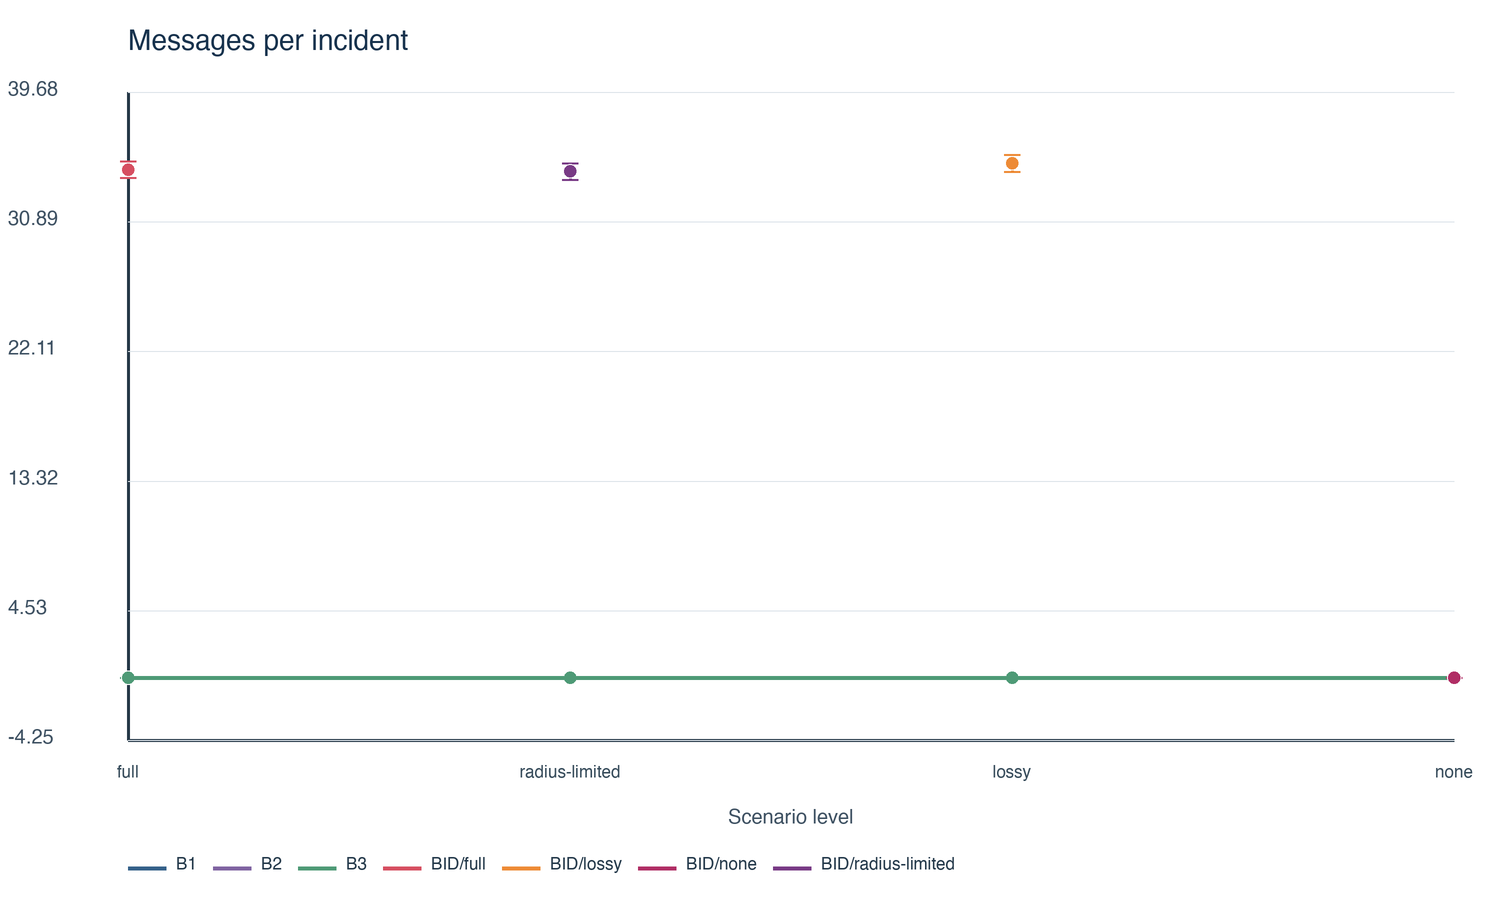 Messages per incident
39.68
30.89
22.11
13.32
4.53
-4.25
full radius-limited lossy none
Scenario level
B1 B2 B3 BID/full BID/lossy BID/none BID/radius-limited